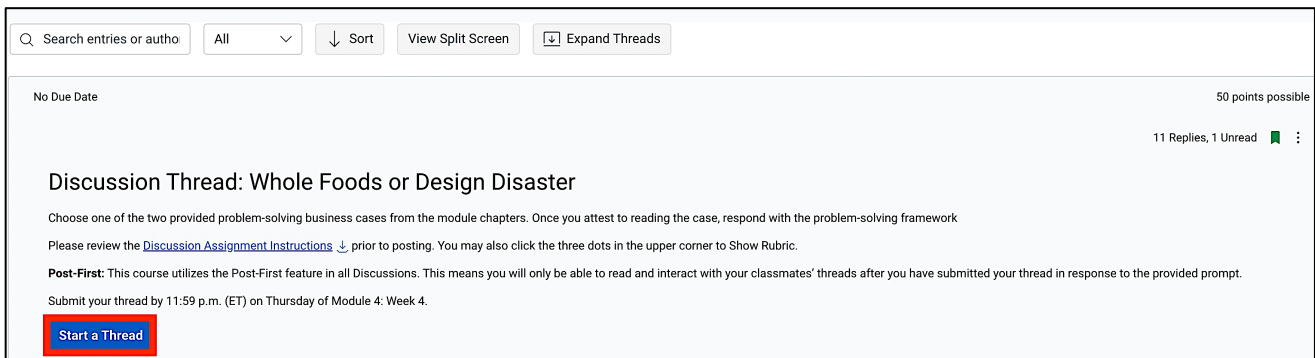 Search entries or autho
All
Sort
View Split Screen
Expand Threads
No Due Date
50 points possible
11 Replies, 1 Unread
Discussion Thread: Whole Foods or Design Disaster
Choose one of the two provided problem-solving business cases from the module chapters. Once you attest to reading the case, respond with the problem-solving framework
Please review the Discussion Assignment Instructions prior to posting. You may also click the three dots in the upper corner to Show Rubric.
Post-First: This course utilizes the Post-First feature in all Discussions. This means you will only be able to read and interact with your classmates' threads after you have submitted your thread in response to the provided prompt.
Submit your thread by 11:59 p.m. (ET) on Thursday of Module 4: Week 4.
Start a Thread